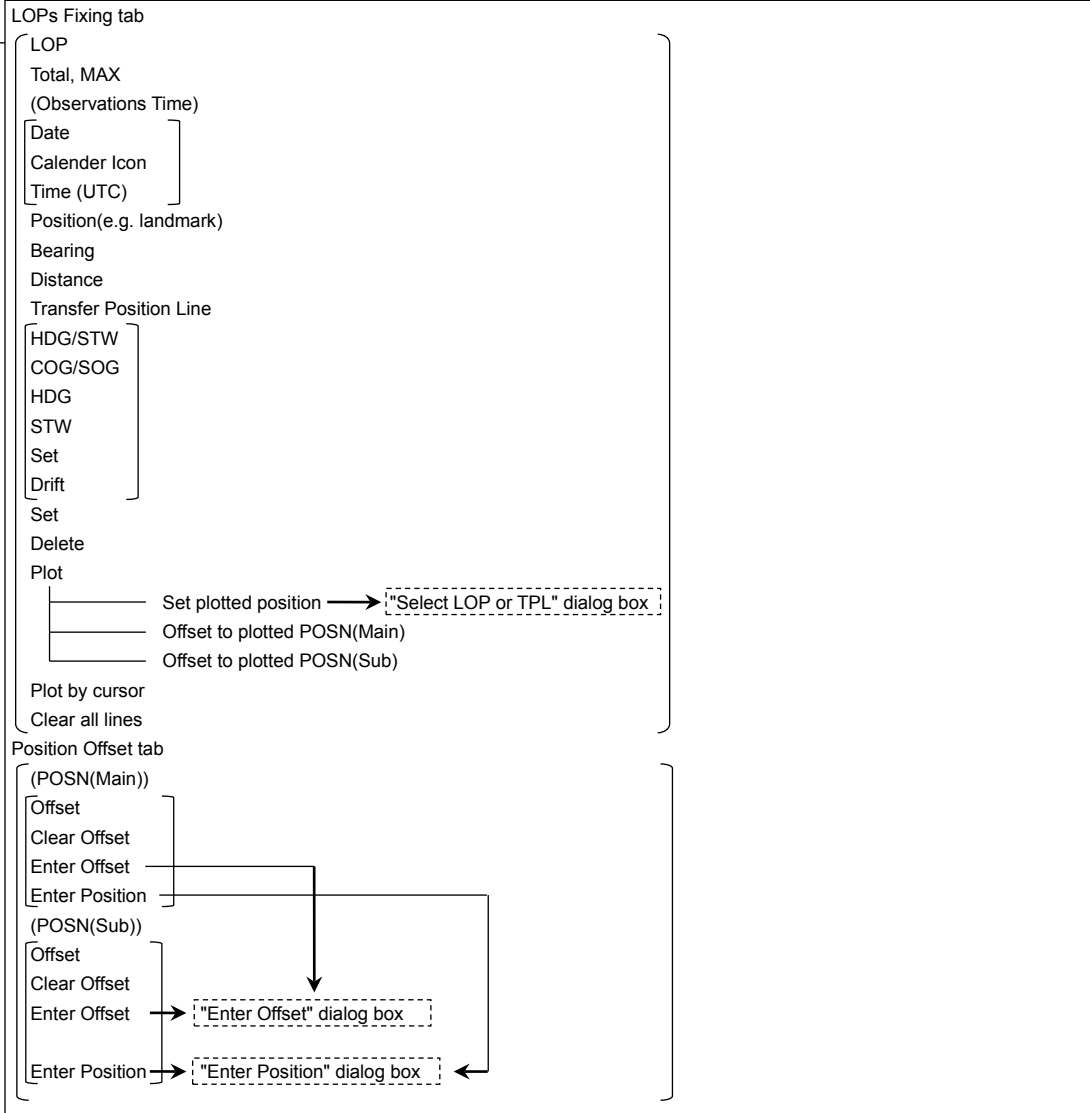 LOPs Fixing tab
LOP
Total, MAX
(Observations Time)
Date
Calender Icon
Time (UTC)
Position(e.g. landmark)
Bearing
Distance
Transfer Position Line
HDG/STW
COG/SOG
HDG
STW
Set
Drift
Set
Delete
Plot
Set plotted position "Select LOP or TPL" dialog box
Offset to plotted POSN(Main)
Offset to plotted POSN(Sub)
Plot by cursor
Clear all lines
Position Offset tab
(POSN(Main))
Offset
Clear Offset
Enter Offset
Enter Position
(POSN(Sub))
Offset
Clear Offset
Enter Offset "Enter Offset" dialog box
Enter Position "Enter Position" dialog box